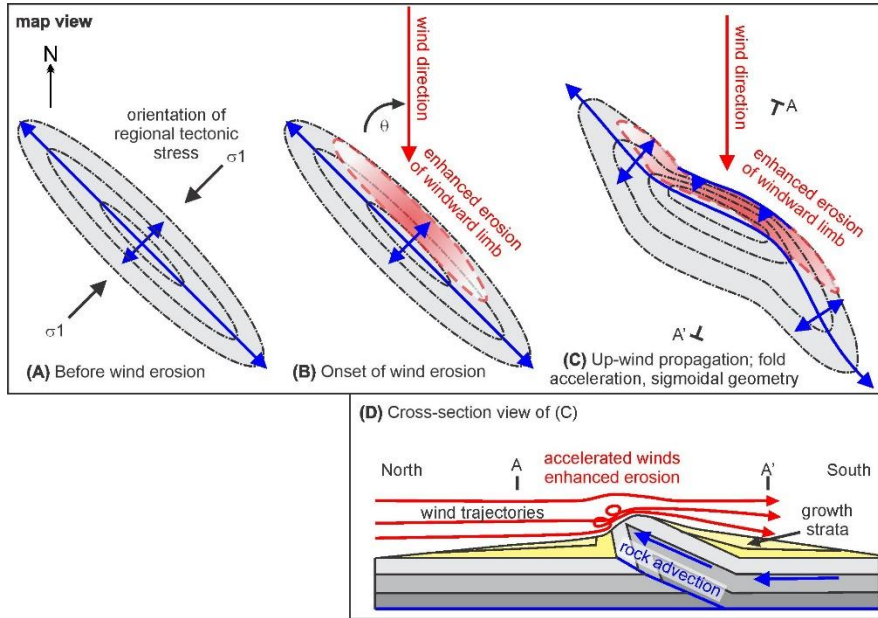 map view
N
orientation of
regional tectonic
stress
σ1
σ1
(A) Before wind erosion
wind direction
θ
enhanced erosion
of windward limb
(B) Onset of wind erosion
wind
direction
A
enhanced erosion
of windward limb
A'
(C) Up-wind propagation; fold
acceleration, sigmoidal geometry
(D) Cross-section view of (C)
North
A
accelerated winds
enhanced erosion
A'
South
wind trajectories
growth
strata
rock advection